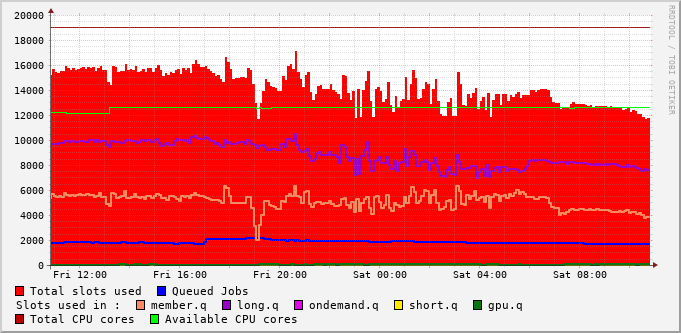 RRDTOOL / TOBI OETIKER
20000
18000
16000
14000
12000
10000
8000
6000
4000
2000
0
Fri 12:00 Fri 16:00 Fri 20:00 Sat 00:00 Sat 04:00 Sat 08:00
Total slots used Queued Jobs
Slots used in : member.q long.q ondemand.q short.q gpu.q
Total CPU cores Available CPU cores